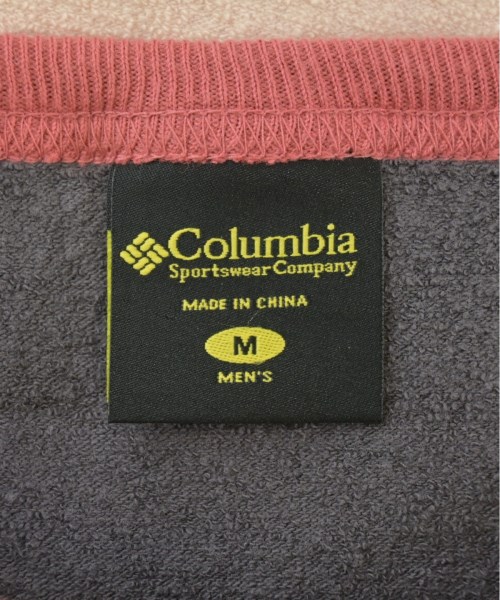 Columbia
Sportswear Company
MADE IN CHINA
M
MEN'S